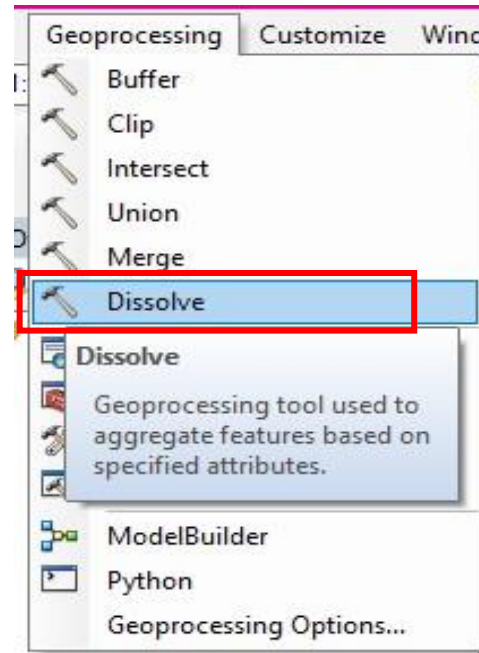 Geoprocessing Customize
Buffer
Clip
Intersect
Union
Merge
Dissolve
Dissolve
Geoprocessing tool used to
aggregate features based on
specified attributes.
ModelBuilder
Python
Geoprocessing Options...